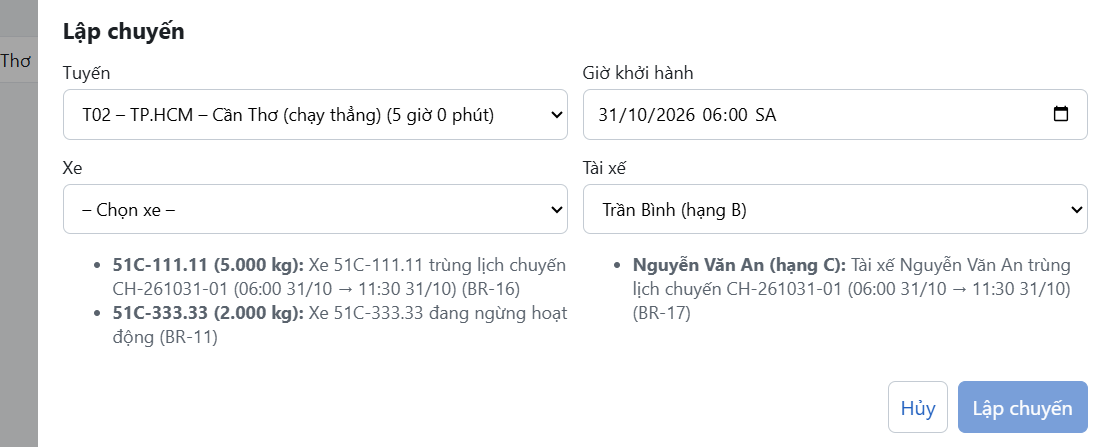 Lập chuyến
Thơ
Tuyến
Giờ khởi hành
T02 – TP.HCM – Cần Thơ (chạy thẳng) (5 giờ 0 phút)
31/10/2026 06:00 SA
Xe
Tài xế
– Chọn xe –
Trần Bình (hạng B)
51C-111.11 (5.000 kg): Xe 51C-111.11 trùng lịch chuyến
CH-261031-01 (06:00 31/10 → 11:30 31/10) (BR-16)
51C-333.33 (2.000 kg): Xe 51C-333.33 đang ngừng hoạt
động (BR-11)
Nguyễn Văn An (hạng C): Tài xế Nguyễn Văn An trùng
lịch chuyến CH-261031-01 (06:00 31/10 → 11:30 31/10)
(BR-17)
Hủy
Lập chuyến